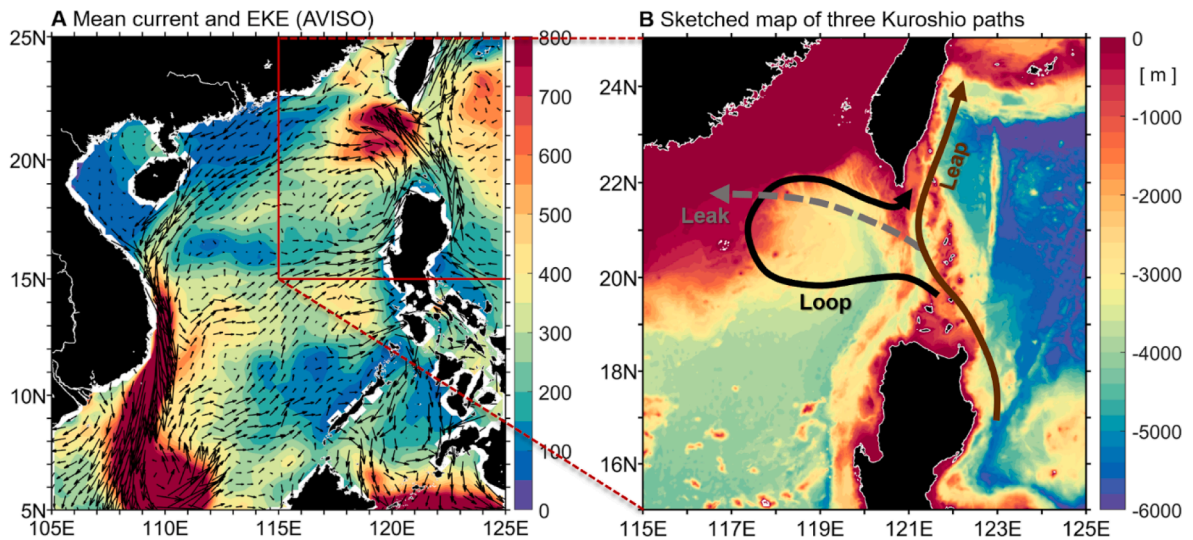 A Mean current and EKE (AVISO)
25N
20N
15N
10N
5N
105E
110E
115E
120E
125E
800
700
600
500
400
300
200
100
0
B Sketched map of three Kuroshio paths
24N
22N
20N
18N
16N
115E
117E
119E
121E
123E
125E
Leap
Leak
Loop
0
[ m ]
-1000
-2000
-3000
-4000
-5000
-6000